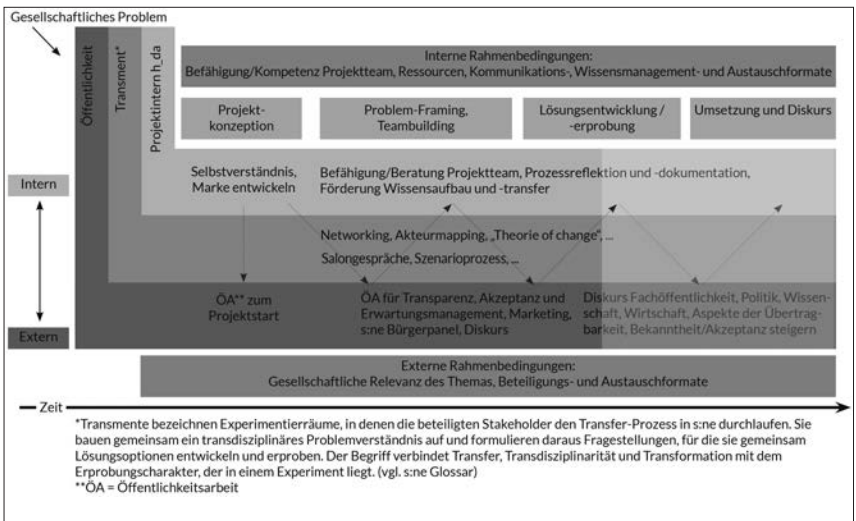 Gesellschaftliches Problem
Öffentlichkeit
Transment*
Projektintern h_da
Interne Rahmenbedingungen:
Befähigung/Kompetenz Projektteam, Ressourcen, Kommunikations-, Wissensmanagement- und Austauschformate
Projekt-
konzeption
Problem-Framing,
Teambuilding
Lösungsentwicklung /
-erprobung
Umsetzung und Diskurs
Intern
Selbstverständnis,
Marke entwickeln
Befähigung/Beratung Projektteam, Prozessreflektion und -dokumentation,
Förderung Wissensaufbau und -transfer
Networking, Akteurmapping, „Theorie of change“, ...
Salongespräche, Szenarioprozess, ...
Extern
ÖA** zum
Projektstart
ÖA für Transparenz, Akzeptanz und
Erwartungsmanagement, Marketing,
s:ne Bürgerpanel, Diskurs
Diskurs Fachöffentlichkeit, Politik, Wissen-
schaft, Wirtschaft, Aspekte der Übertrag-
barkeit, Bekanntheit/Akzeptanz steigern
Externe Rahmenbedingungen:
Gesellschaftliche Relevanz des Themas, Beteiligungs- und Austauschformate
Zeit
*Transmente bezeichnen Experimentierräume, in denen die beteiligten Stakeholder den Transfer-Prozess in s:ne durchlaufen. Sie
bauen gemeinsam ein transdisziplinäres Problemverständnis auf und formulieren daraus Fragestellungen, für die sie gemeinsam
Lösungsoptionen entwickeln und erproben. Der Begriff verbindet Transfer, Transdisziplinarität und Transformation mit dem
Erprobungscharakter, der in einem Experiment liegt. (vgl. s:ne Glossar)
**ÖA = Öffentlichkeitsarbeit